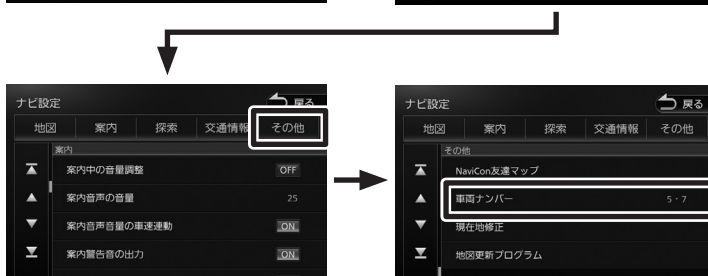 ナビ設定
戻る
地図 案内 探索 交通情報 その他
案内
案内中の音量調整 OFF
案内音声の音量 25
案内音声音量の車速連動 ON
案内警告音の出力 ON
ナビ設定
戻る
地図 案内 探索 交通情報 その他
その他
NaviCon友達マップ
車両ナンバー 5・7
現在地修正
地図更新プログラム